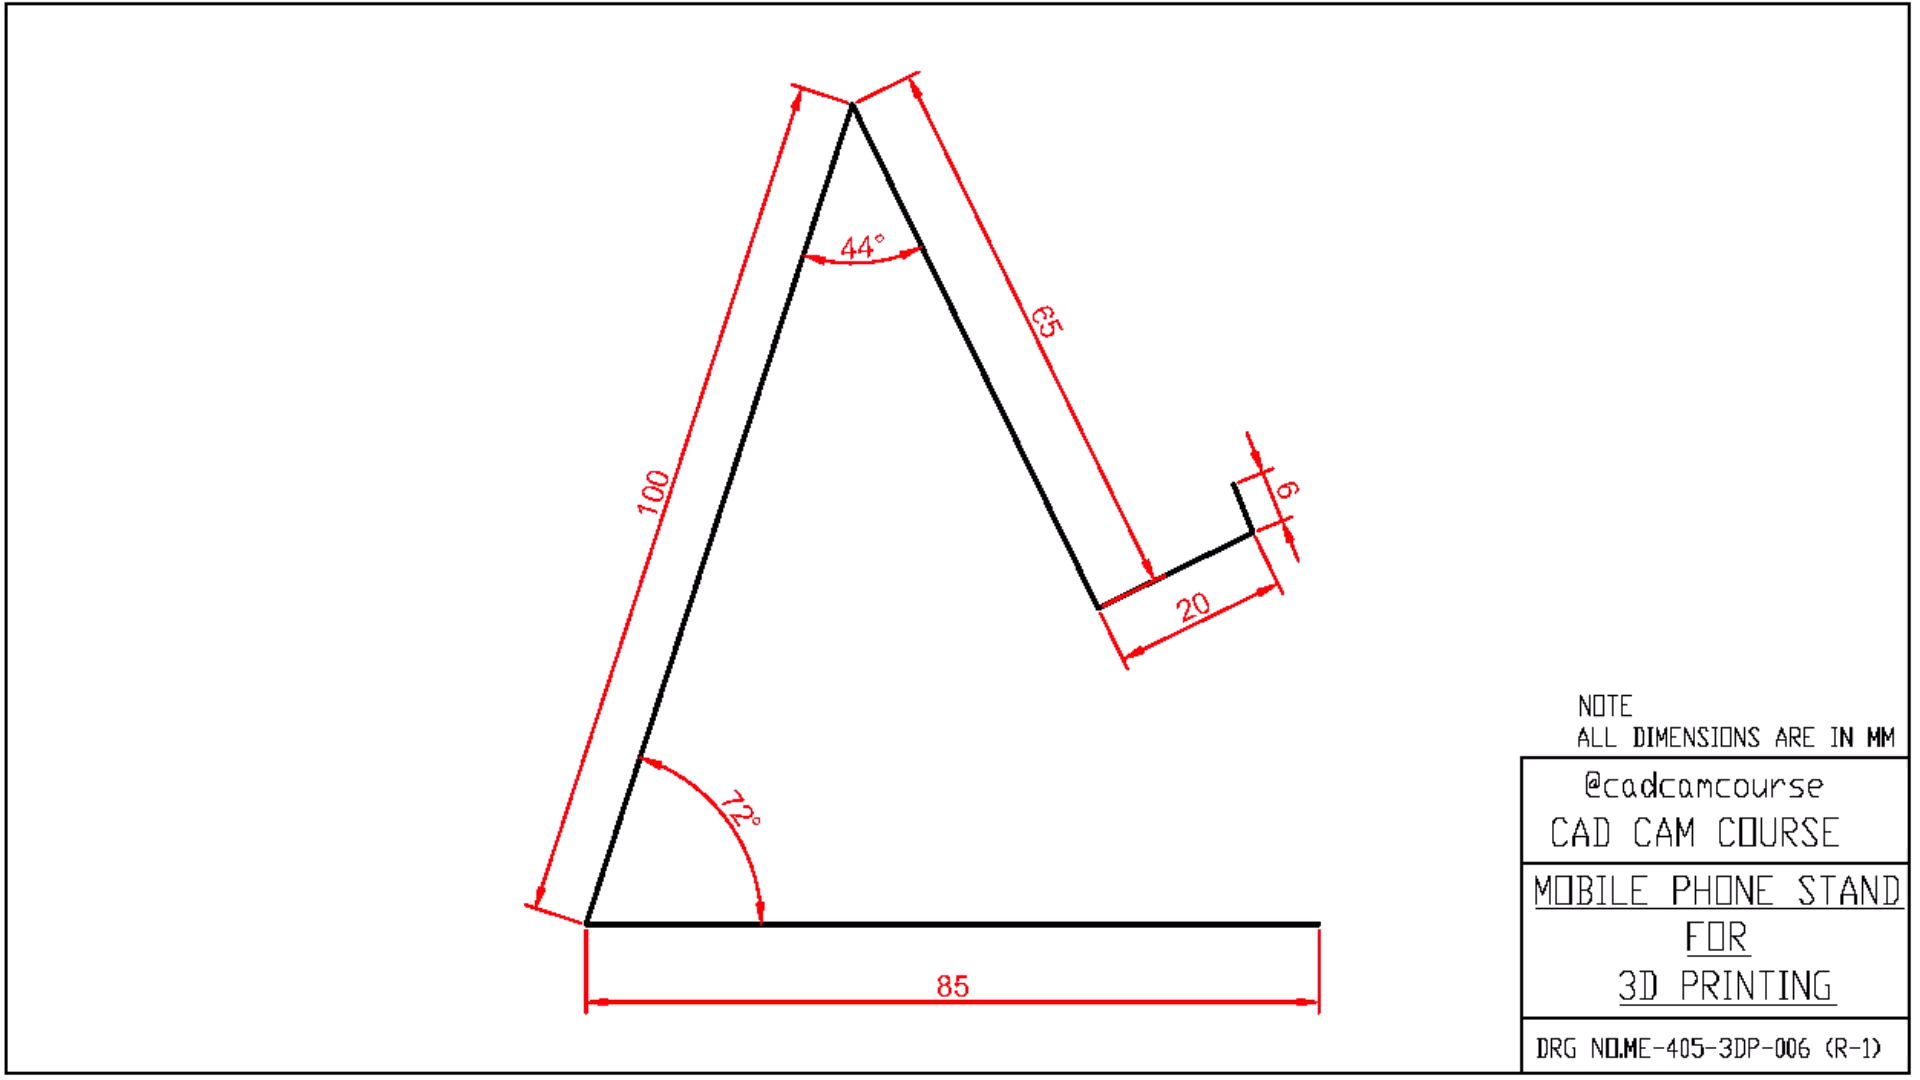 44°
65
100
6
20
72°
85
NOTE
ALL DIMENSIONS ARE IN MM
@cadcamcourse
CAD CAM COURSE
MOBILE PHONE STAND
FOR
3D PRINTING
DRG NO.ME-405-3DP-006 (R-1)